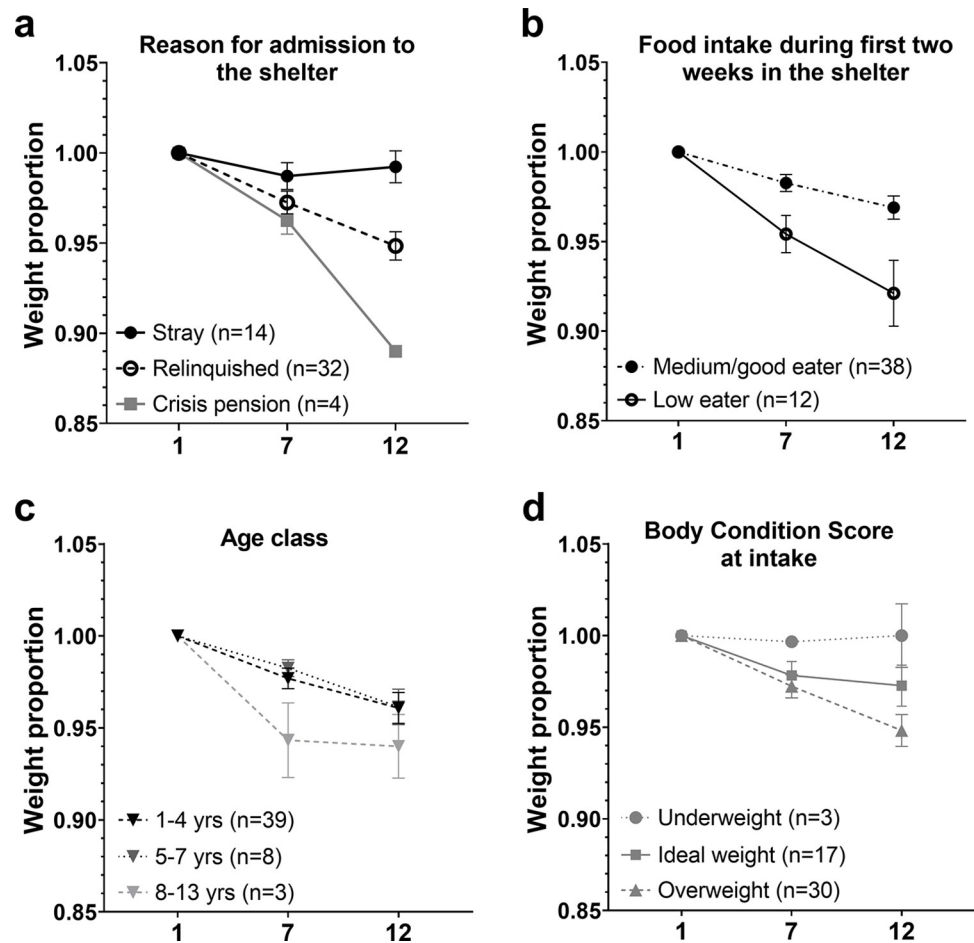 a
Reason for admission to
the shelter
Weight proportion
1.05
1.00
0.95
0.90
0.85
Stray (n=14)
Relinquished (n=32)
Crisis pension (n=4)
1 7 12
b
Food intake during first two
weeks in the shelter
Weight proportion
1.05
1.00
0.95
0.90
0.85
Medium/good eater (n=38)
Low eater (n=12)
1 7 12
c
Age class
Weight proportion
1.05
1.00
0.95
0.90
0.85
1-4 yrs (n=39)
5-7 yrs (n=8)
8-13 yrs (n=3)
1 7 12
d
Body Condition Score
at intake
Weight proportion
1.05
1.00
0.95
0.90
0.85
Underweight (n=3)
Ideal weight (n=17)
Overweight (n=30)
1 7 12